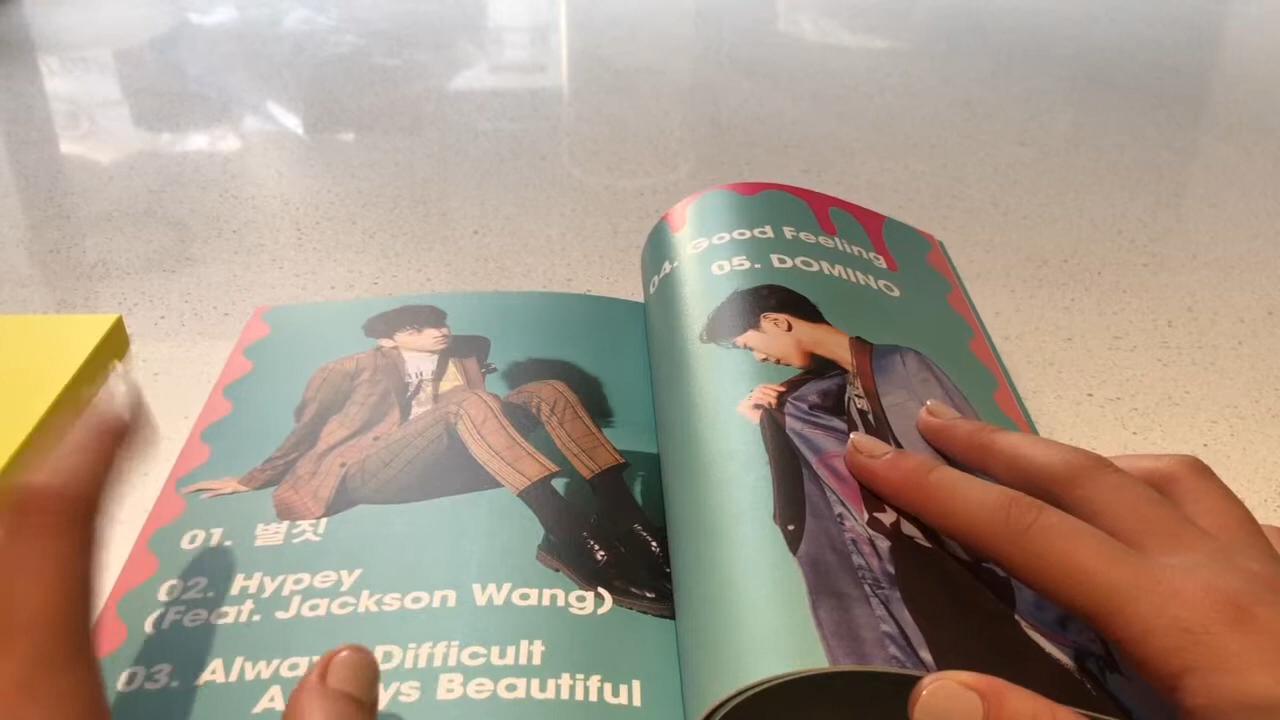 04. Good Feeling
05. DOMINO
01. 별짓
02. Hypey
(Feat. Jackson Wang)
03. Always Difficult
Always Beautiful